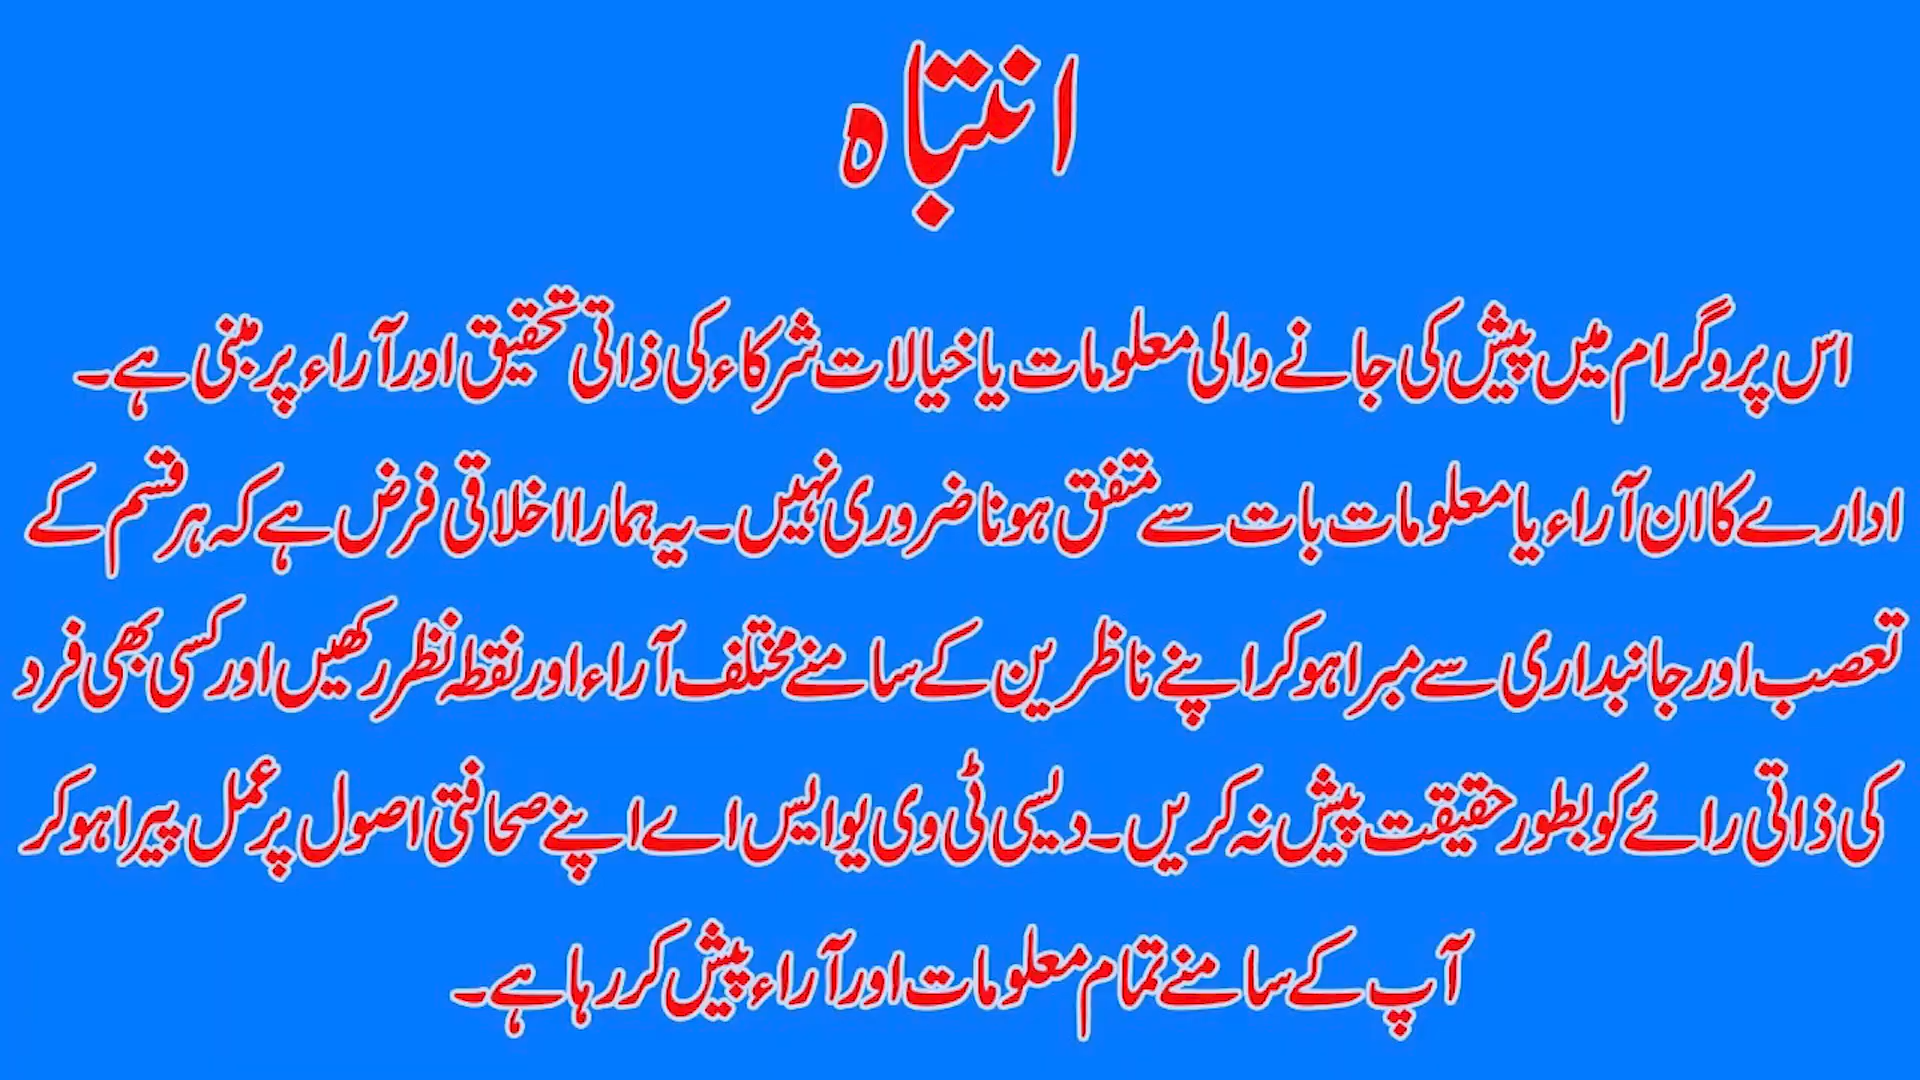 انتباہ
اس پروگرام میں پیش کی جانے والی معلومات یا خیالات شرکاء کی ذاتی تحقیق اور آراء پر مبنی ہے۔
ادارے کا ان آراء یا معلومات بات سے متفق ہونا ضروری نہیں۔ یہ ہمارا اخلاقی فرض ہے کہ ہر قسم کے
تعصب اور جانبداری سے مبرا ہو کر اپنے ناظرین کے سامنے مختلف آراء اور نقطہ نظر رکھیں اور کسی بھی فرد
کی ذاتی رائے کو بطور حقیقت پیش نہ کریں۔ دیسی ٹی وی یو ایس اے اپنے صحافتی اصول پر عمل پیرا ہو کر
آپ کے سامنے تمام معلومات اور آراء پیش کر رہا ہے۔